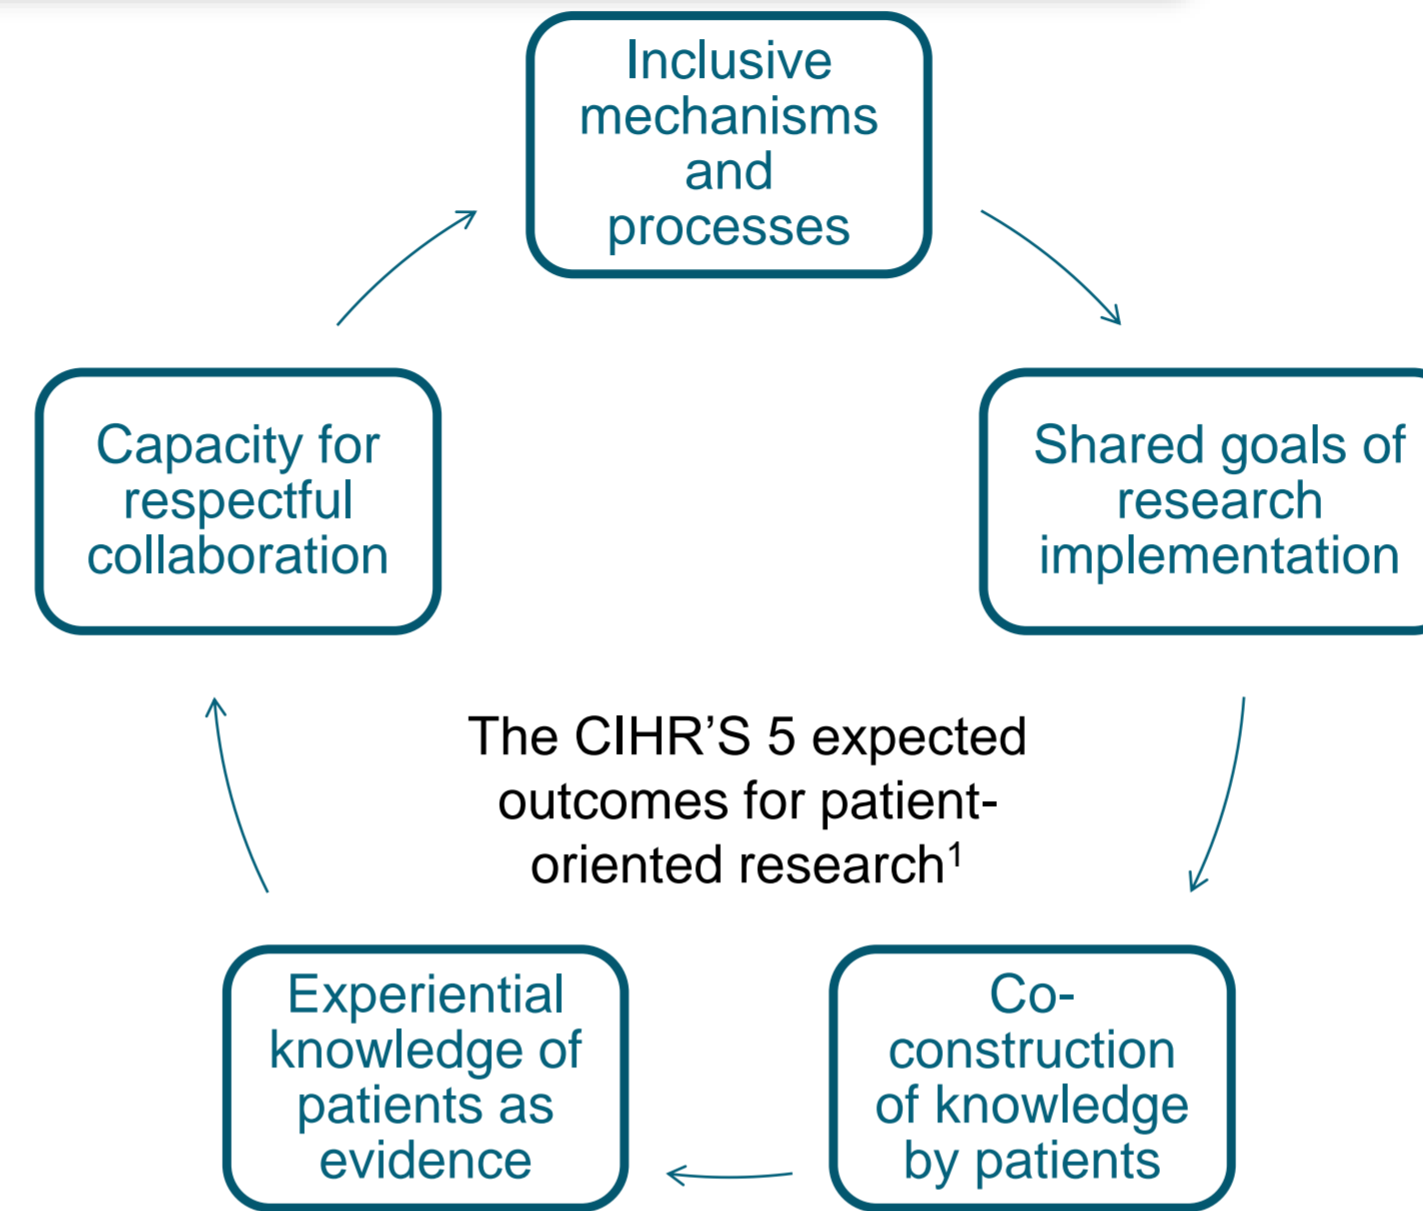 Inclusive
mechanisms
and
processes
Shared goals of
research
implementation
Co-
construction
of knowledge
by patients
Experiential
knowledge of
patients as
evidence
Capacity for
respectful
collaboration
The CIHR’S 5 expected
outcomes for patient-
oriented research¹